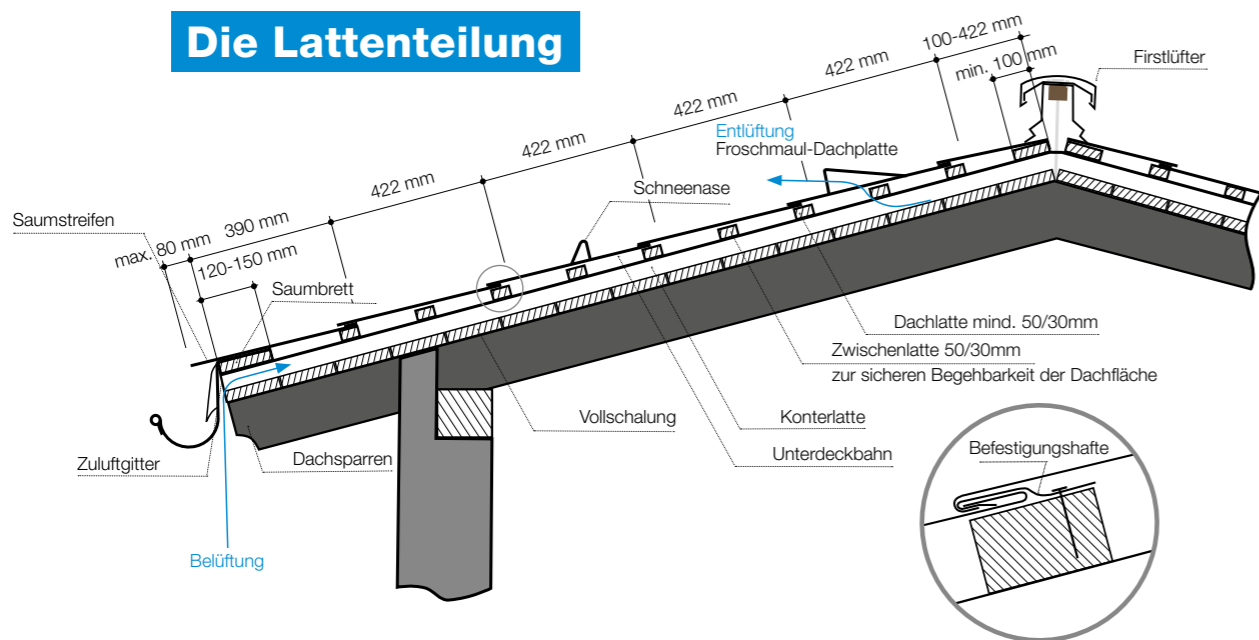 Die Lattenteilung
100-422 mm
min. 100 mm
Firstlüfter
422 mm
422 mm
422 mm
422 mm
Entlüftung
Froschmaul-Dachplatte
Schneenase
Saumstreifen
max. 80 mm
390 mm
120-150 mm
Saumbrett
Dachlatte mind. 50/30mm
Zwischenlatte 50/30mm
zur sicheren Begehbarkeit der Dachfläche
Vollschalung
Konterlatte
Zuluftgitter
Dachsparren
Unterdeckbahn
Befestigungshafte
Belüftung